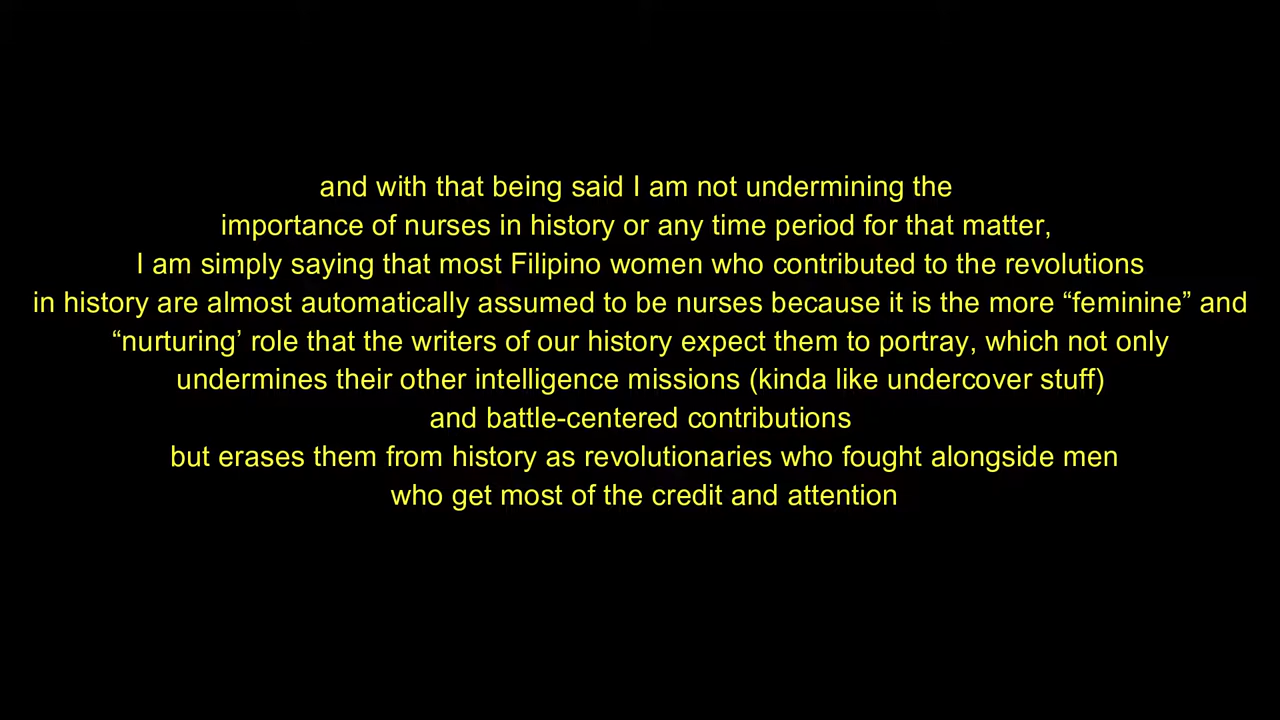 and with that being said I am not undermining the
importance of nurses in history or any time period for that matter,
I am simply saying that most Filipino women who contributed to the revolutions
in history are almost automatically assumed to be nurses because it is the more “feminine” and
“nurturing’ role that the writers of our history expect them to portray, which not only
undermines their other intelligence missions (kinda like undercover stuff)
and battle-centered contributions
but erases them from history as revolutionaries who fought alongside men
who get most of the credit and attention